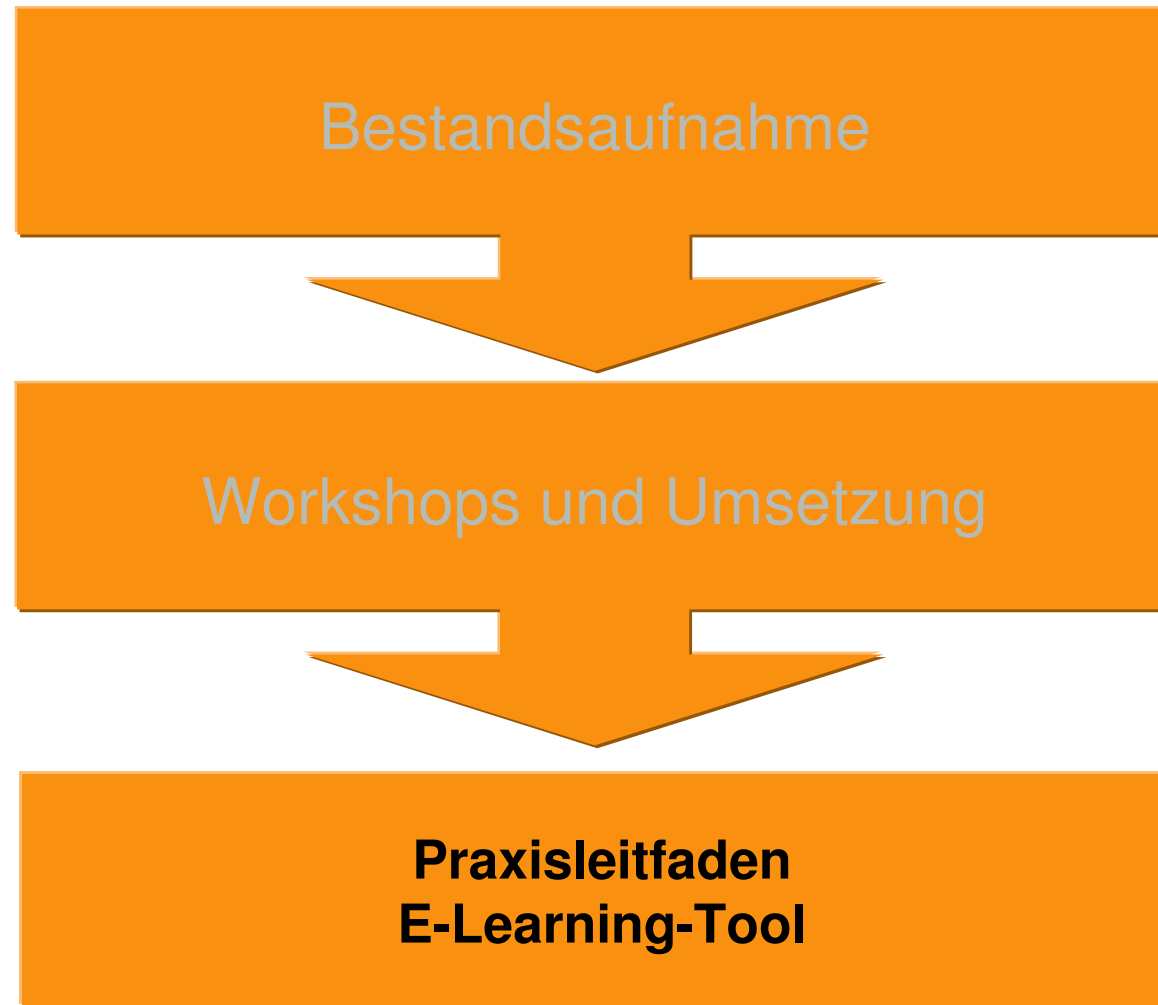 Bestandsaufnahme
Workshops und Umsetzung
Praxisleitfaden
E-Learning-Tool